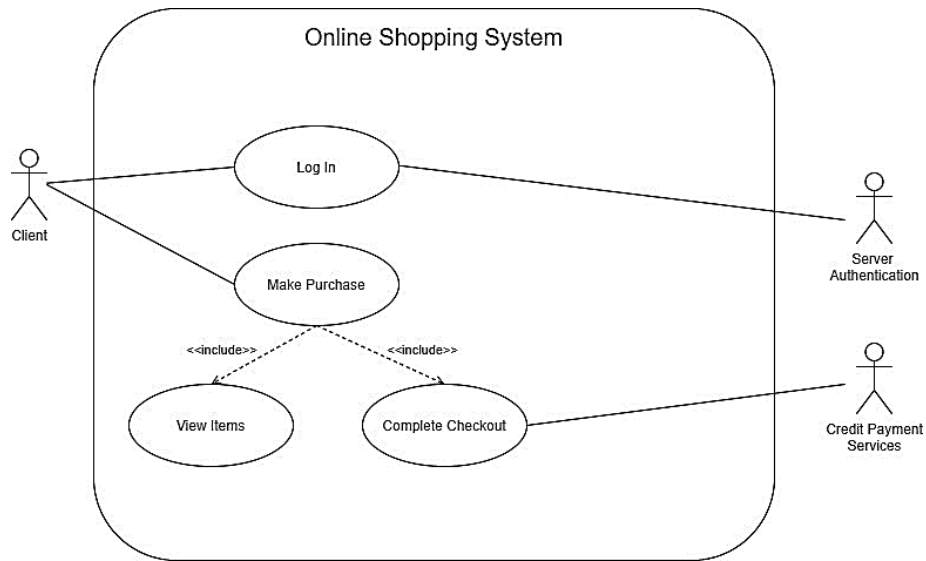 Online Shopping System
Log In
Client
Server
Authentication
Make Purchase
<<include>>
<<include>>
View Items
Complete Checkout
Credit Payment
Services